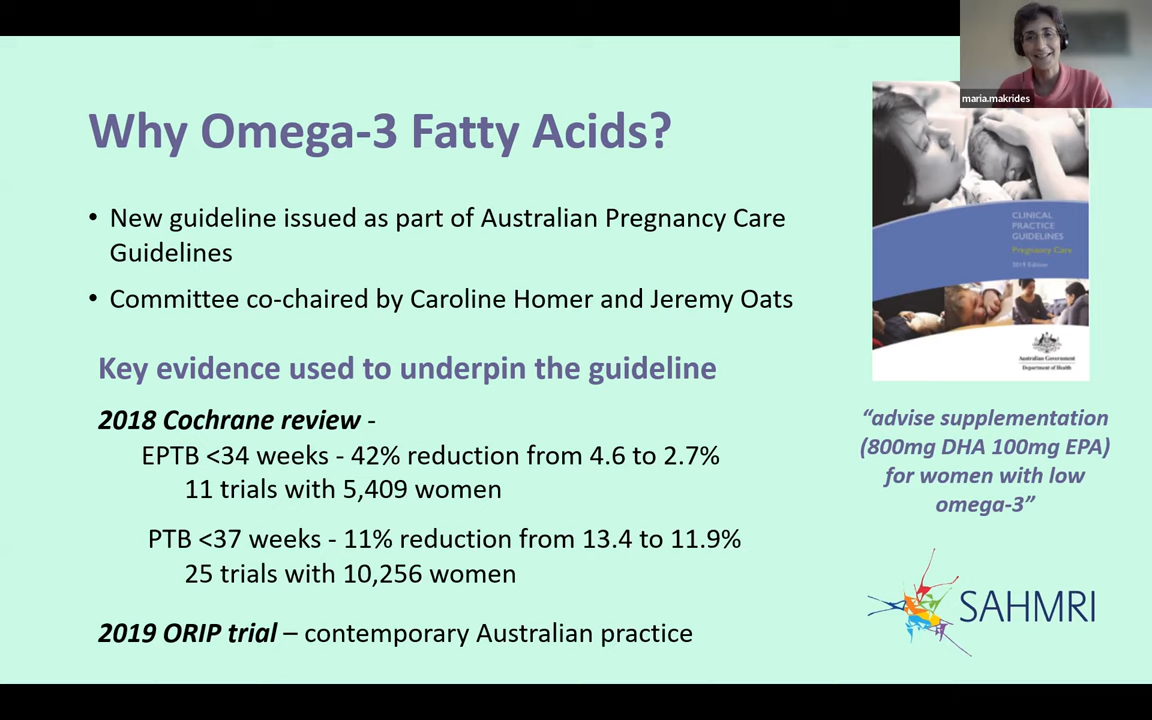 maria.makrides
Why Omega-3 Fatty Acids?
• New guideline issued as part of Australian Pregnancy Care
Guidelines
• Committee co-chaired by Caroline Homer and Jeremy Oats
Key evidence used to underpin the guideline
2018 Cochrane review -
EPTB <34 weeks - 42% reduction from 4.6 to 2.7%
11 trials with 5,409 women
PTB <37 weeks - 11% reduction from 13.4 to 11.9%
25 trials with 10,256 women
2019 ORIP trial – contemporary Australian practice
CLINICAL
PRACTICE
GUIDELINES
Pregnancy Care
2019 Edition
Australian Government
Department of Health
“advise supplementation
(800mg DHA 100mg EPA)
for women with low
omega-3”
SAHMRI